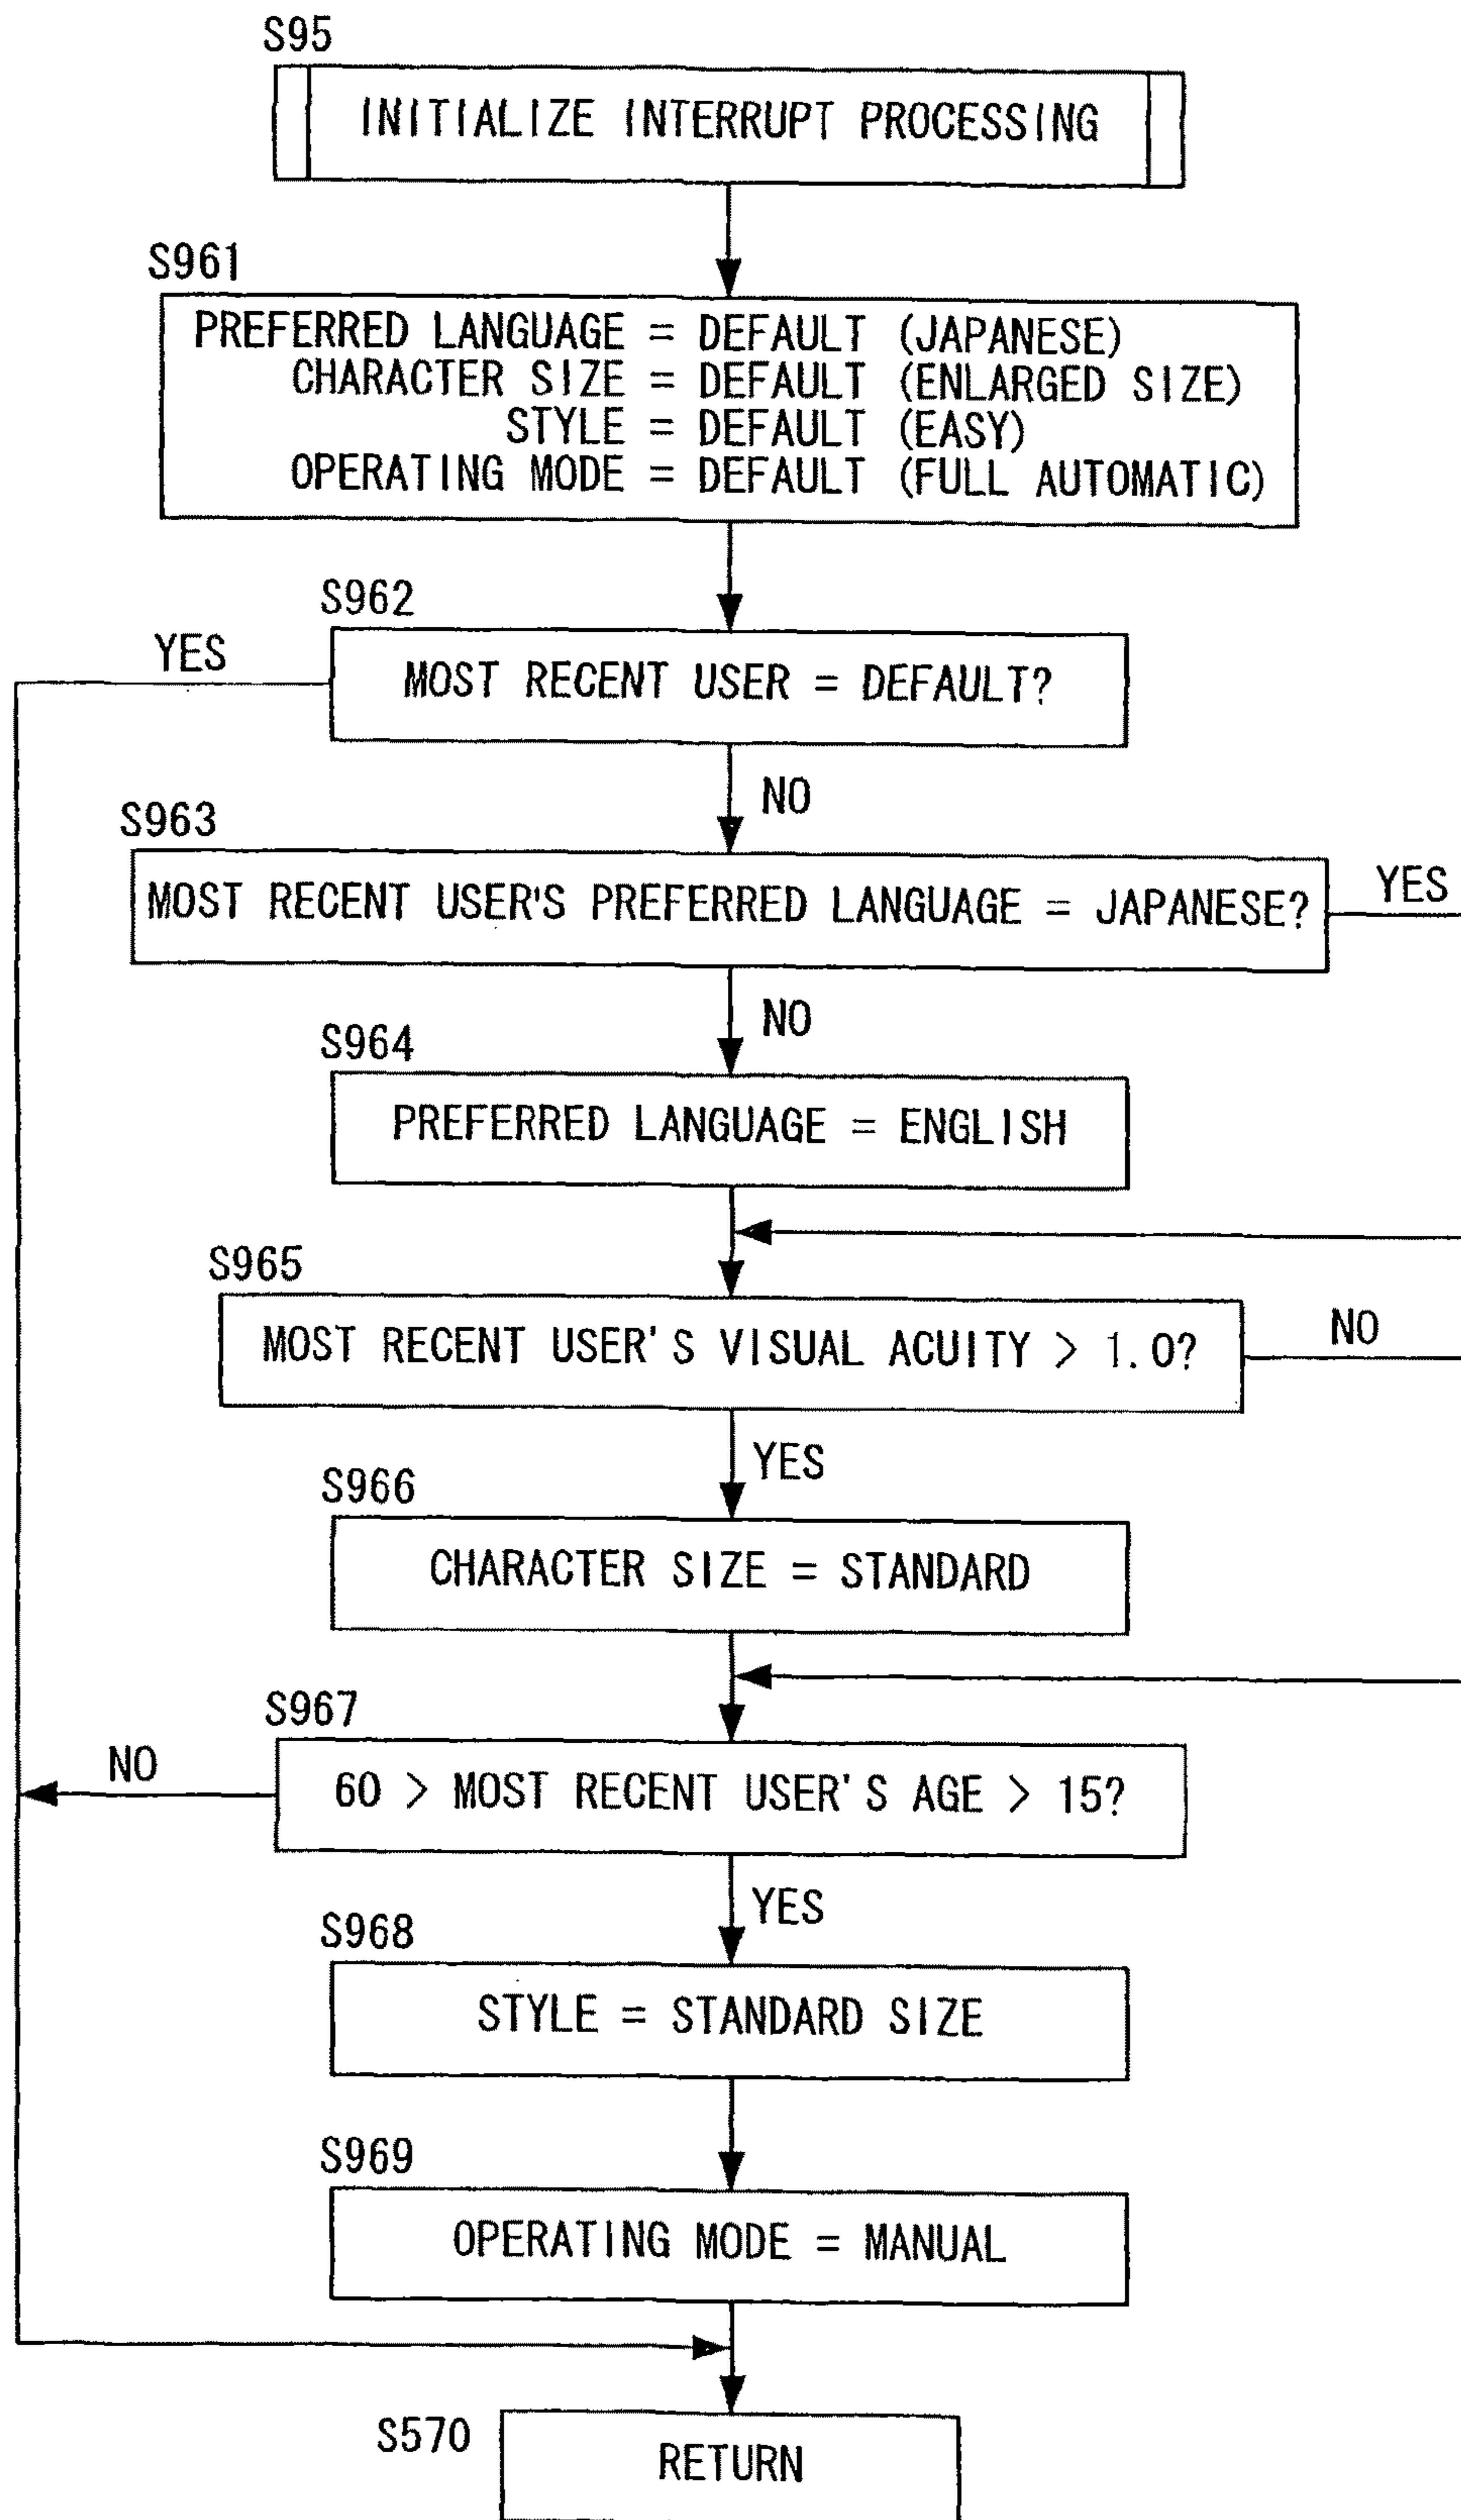 S95
INITIALIZE INTERRUPT PROCESSING
S961
PREFERRED LANGUAGE = DEFAULT (JAPANESE)
CHARACTER SIZE = DEFAULT (ENLARGED SIZE)
STYLE = DEFAULT (EASY)
OPERATING MODE = DEFAULT (FULL AUTOMATIC)
S962
YES
MOST RECENT USER = DEFAULT?
NO
S963
MOST RECENT USER'S PREFERRED LANGUAGE = JAPANESE?
YES
NO
S964
PREFERRED LANGUAGE = ENGLISH
S965
MOST RECENT USER'S VISUAL ACUITY > 1.0?
NO
YES
S966
CHARACTER SIZE = STANDARD
S967
NO
60 > MOST RECENT USER'S AGE > 15?
YES
S968
STYLE = STANDARD SIZE
S969
OPERATING MODE = MANUAL
S570
RETURN